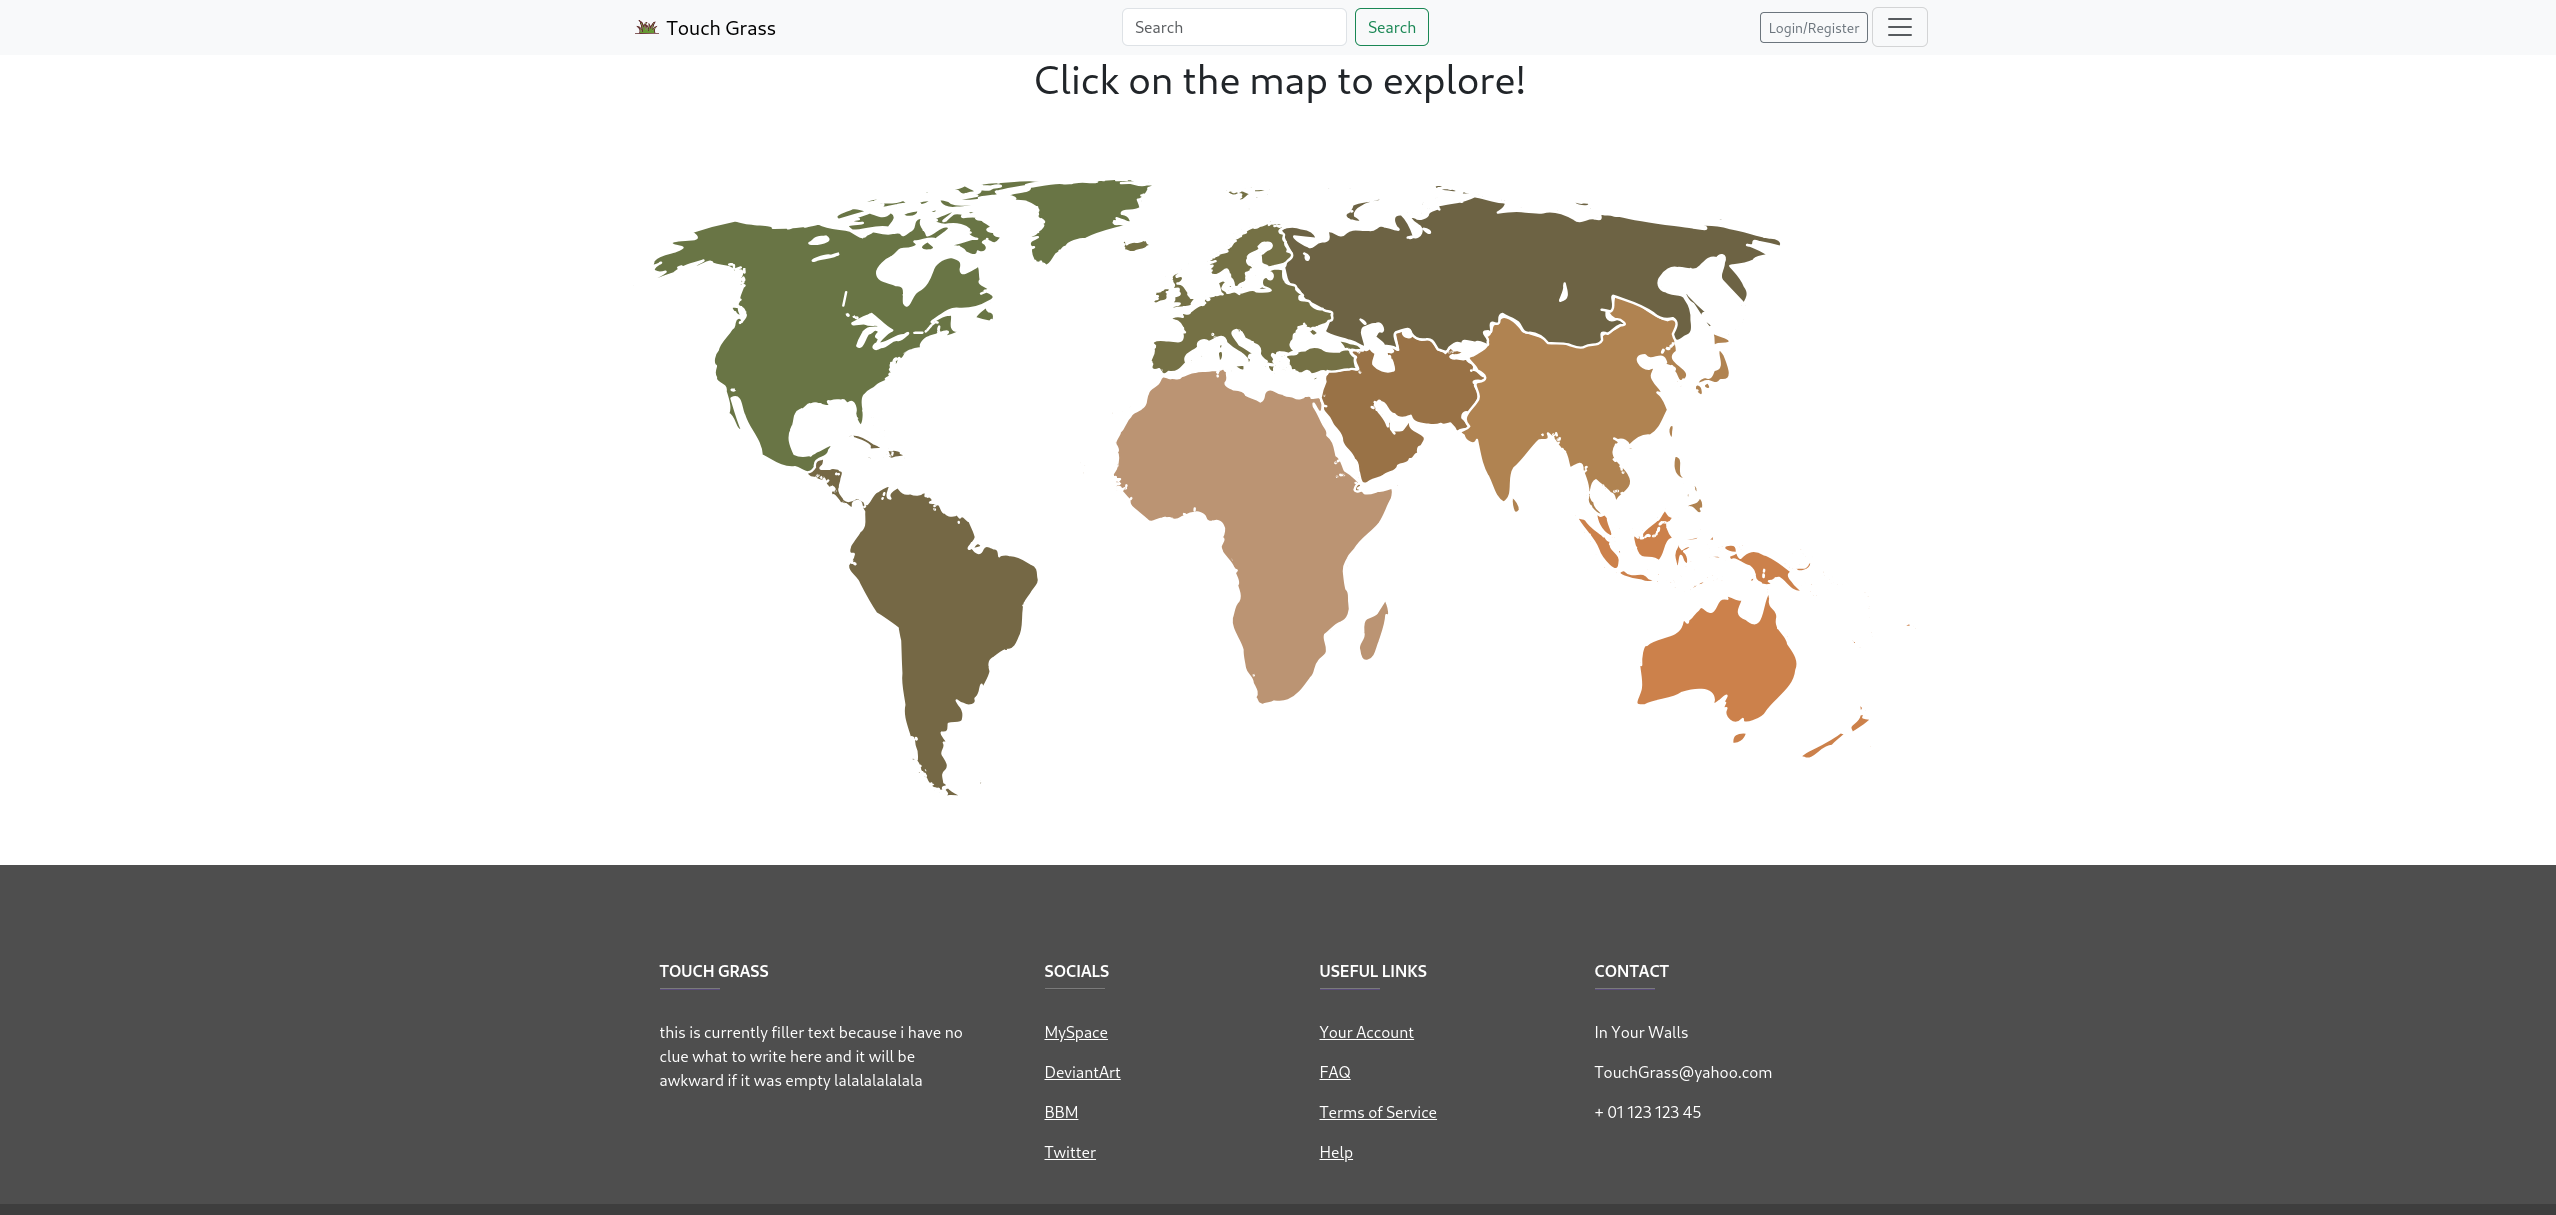 Touch Grass
Search
Search
Login/Register
Click on the map to explore!
TOUCH GRASS
this is currently filler text because i have no
clue what to write here and it will be
awkward if it was empty lalalalalalala
SOCIALS
MySpace
DeviantArt
BBM
Twitter
USEFUL LINKS
Your Account
FAQ
Terms of Service
Help
CONTACT
In Your Walls
TouchGrass@yahoo.com
+ 01 123 123 45